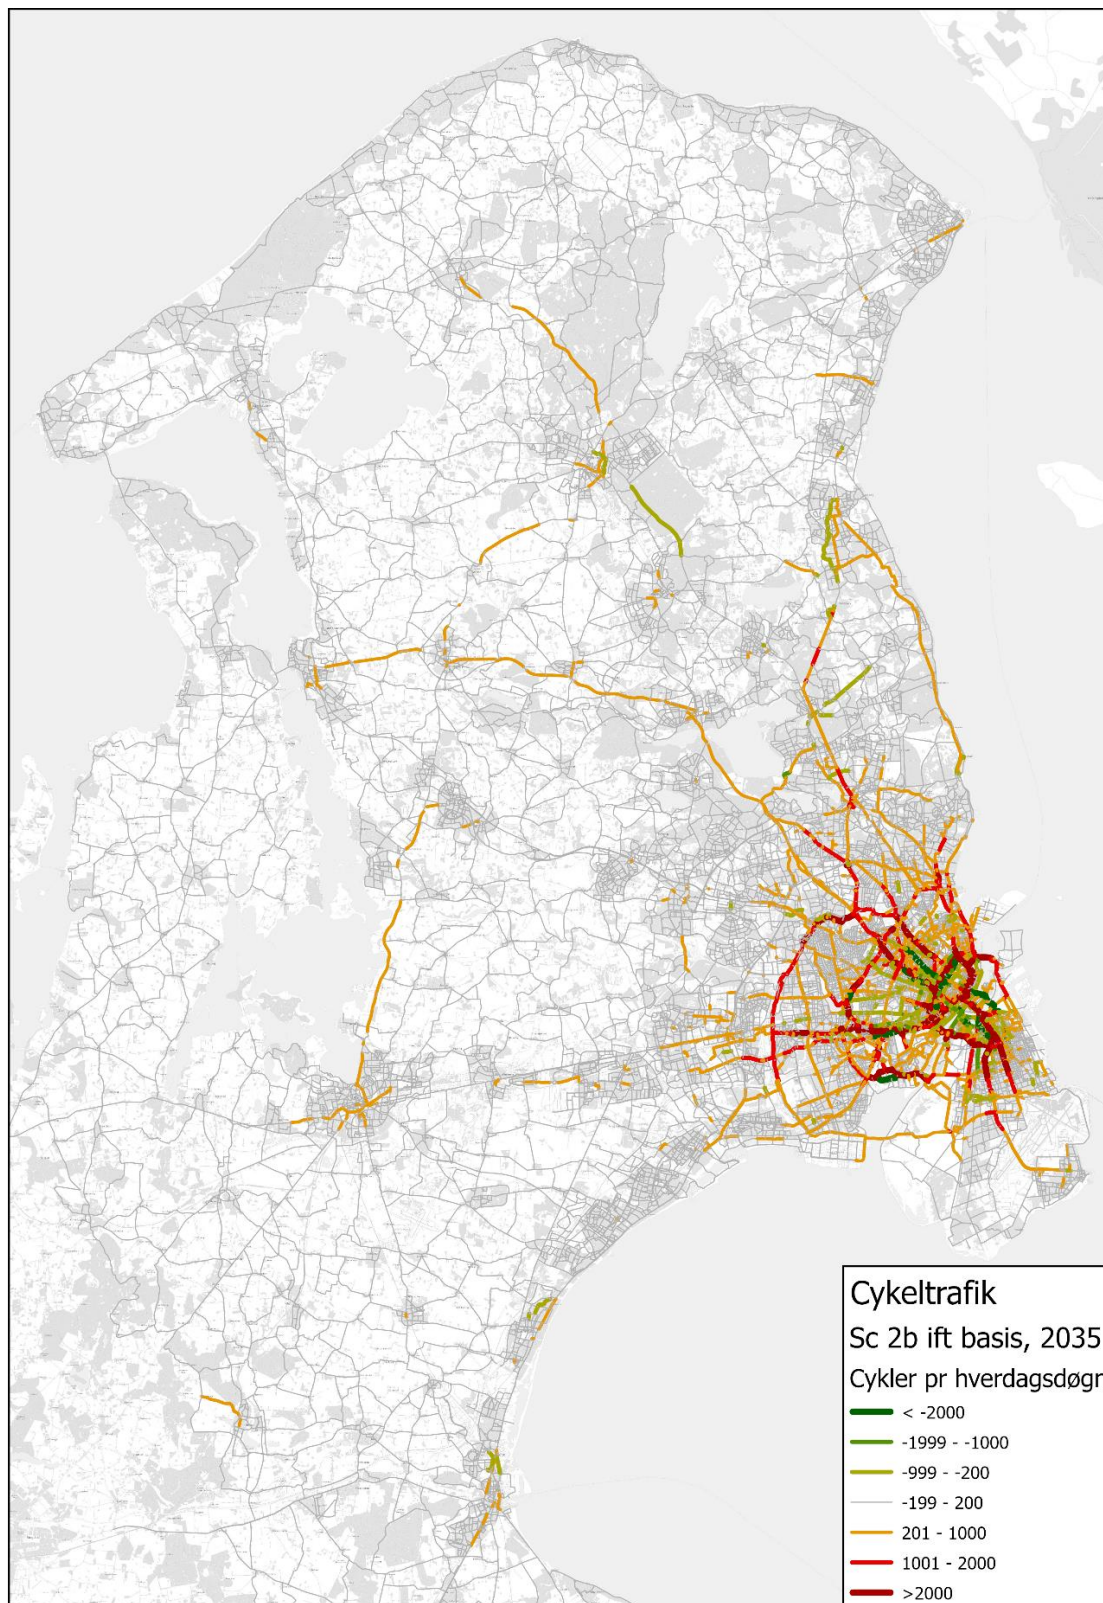 Cykeltrafik
Sc 2b ift basis, 2035
Cykler pr hverdagsdøgn
< -2000
-1999 - -1000
-999 - -200
-199 - 200
201 - 1000
1001 - 2000
>2000